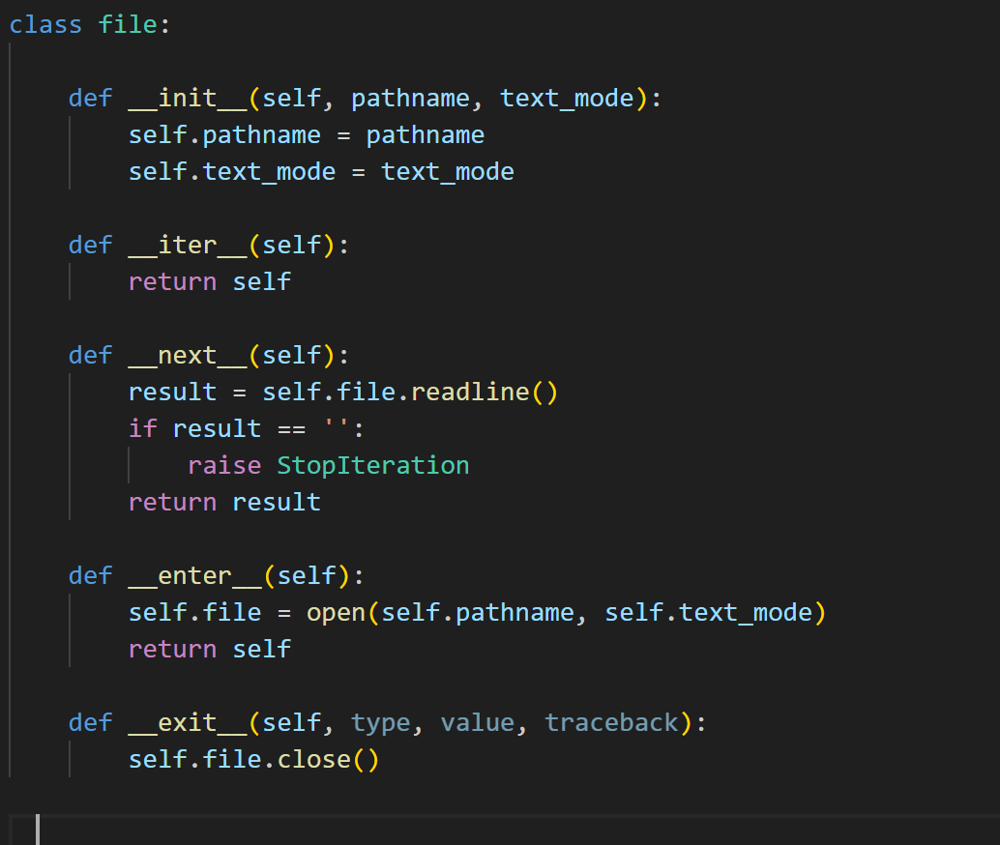 class file:
def __init__(self, pathname, text_mode):
self.pathname = pathname
self.text_mode = text_mode
def __iter__(self):
return self
def __next__(self):
result = self.file.readline()
if result == '':
raise StopIteration
return result
def __enter__(self):
self.file = open(self.pathname, self.text_mode)
return self
def __exit__(self, type, value, traceback):
self.file.close()